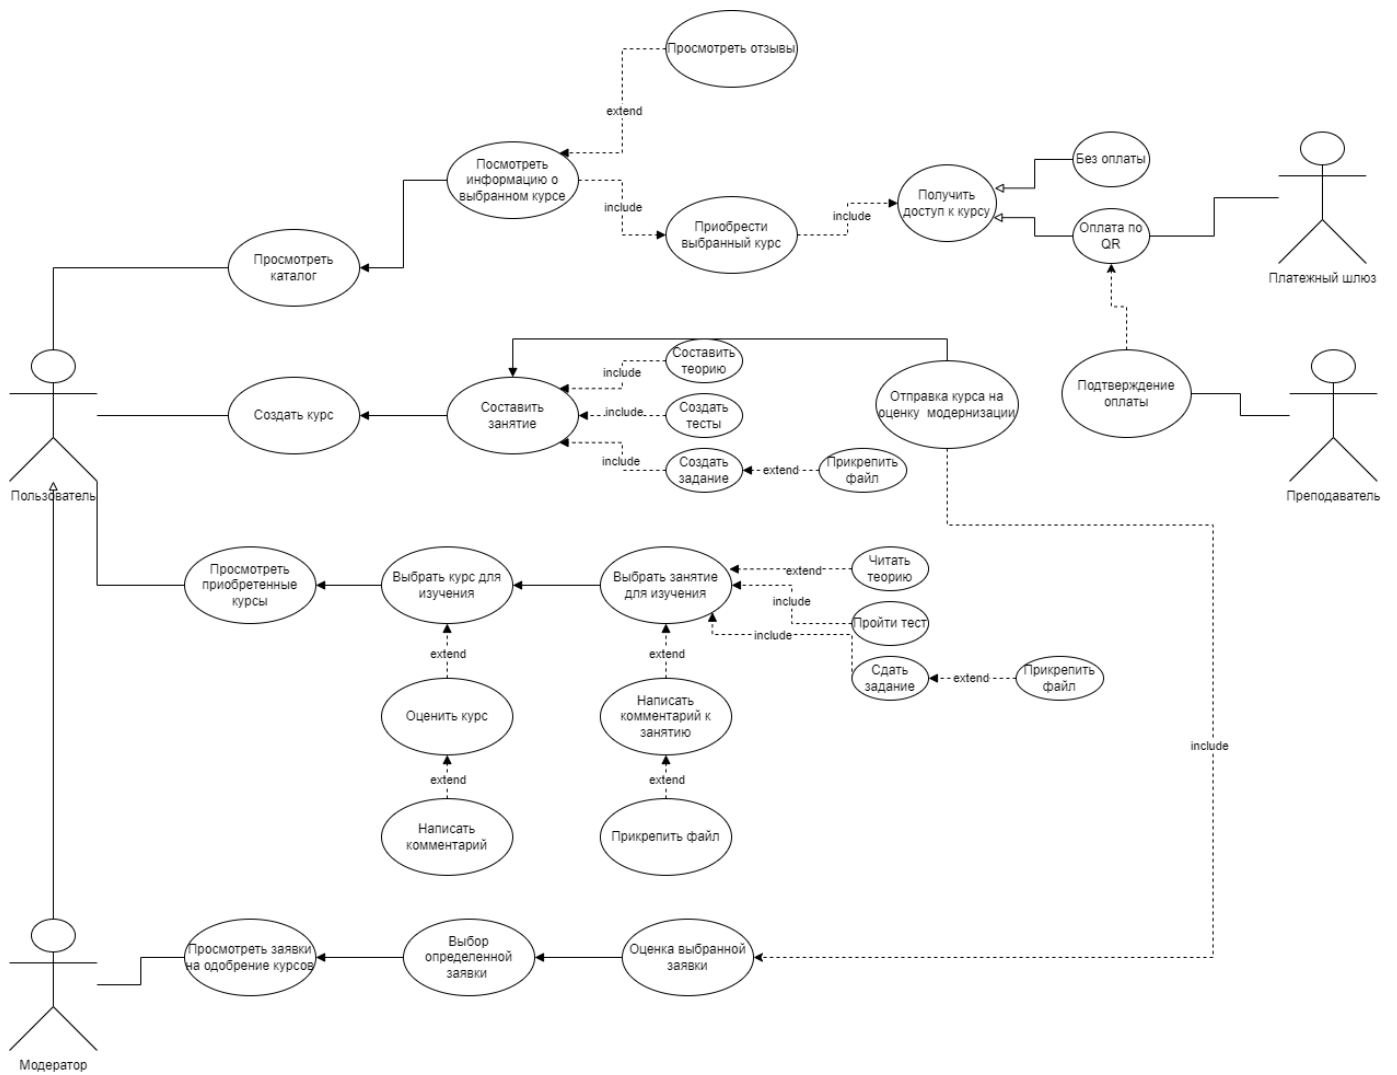 Просмотреть отзывы
extend
Посмотреть
информацию о
выбранном курсе
include
Приобрести
выбранный курс
include
Получить
доступ к курсу
Без оплаты
Оплата по
QR
Платежный шлюз
Просмотреть
каталог
Пользователь
Создать курс
Составить
занятие
include
Составить
теорию
include
Создать
тесты
include
Создать
задание
extend
Прикрепить
файл
Отправка курса на
оценку модернизации
Подтверждение
оплаты
Преподаватель
Просмотреть
приобретенные
курсы
Выбрать курс для
изучения
Выбрать занятие
для изучения
extend
Читать
теорию
include
Пройти тест
include
Сдать
задание
extend
Прикрепить
файл
extend
extend
Оценить курс
Написать
комментарий к
занятию
include
extend
extend
Написать
комментарий
Прикрепить файл
Просмотреть заявки
на одобрение курсов
Выбор
определенной
заявки
Оценка выбранной
заявки
Модератор